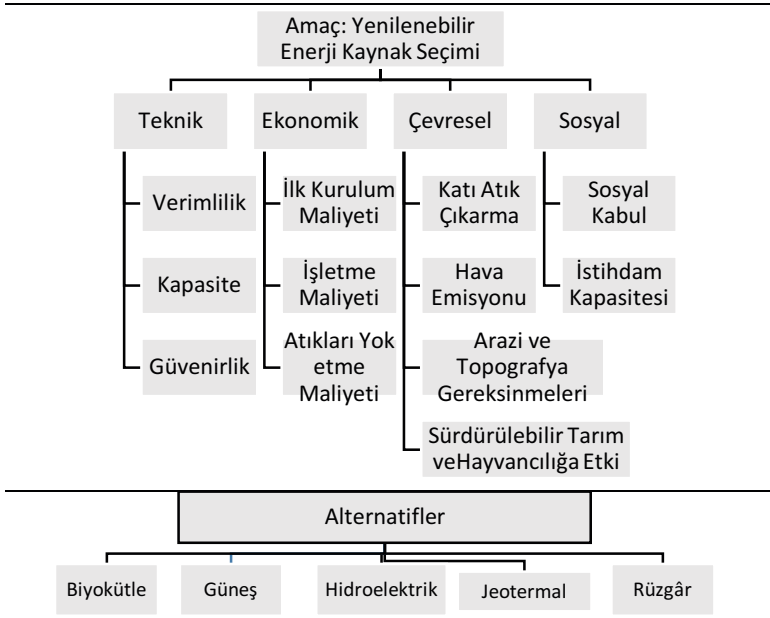 Amaç: Yenilenebilir
Enerji Kaynak Seçimi
Teknik
Ekonomik
Çevresel
Sosyal
Verimlilik
Kapasite
Güvenirlik
İlk Kurulum
Maliyeti
İşletme
Maliyeti
Atıkları Yok
etme
Maliyeti
Katı Atık
Çıkarma
Hava
Emisyonu
Arazi ve
Topografya
Gereksinmeleri
Sürdürülebilir Tarım
veHayvancılığa Etki
Sosyal
Kabul
İstihdam
Kapasitesi
Alternatifler
Biyokütle
Güneş
Hidroelektrik
Jeotermal
Rüzgâr